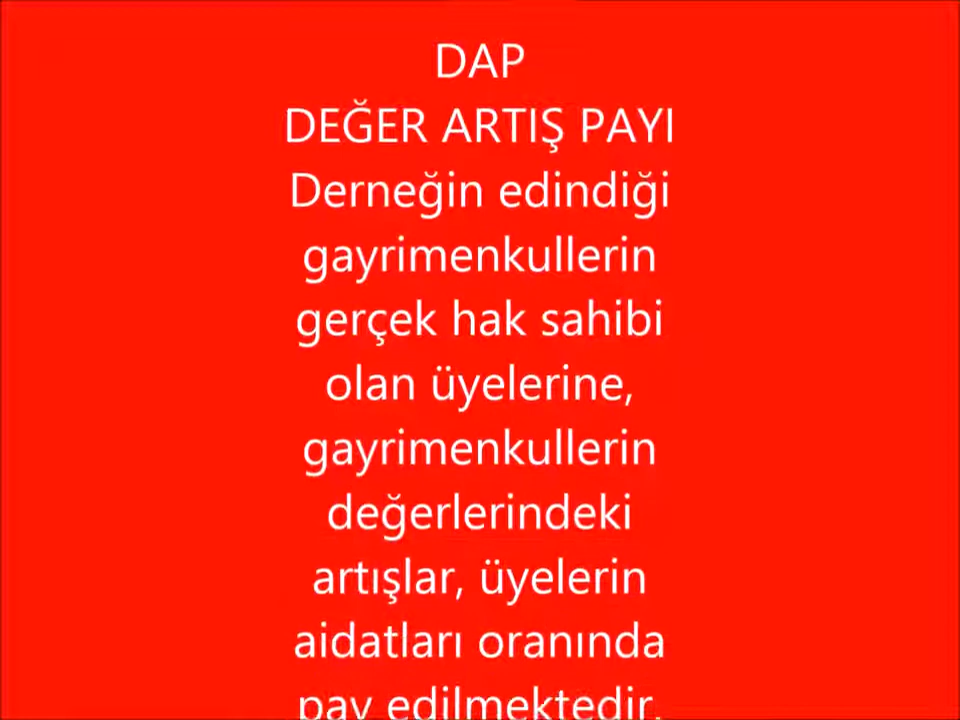 DAP
DEĞER ARTIŞ PAYI
Derneğin edindiği
gayrimenkullerin
gerçek hak sahibi
olan üyelerine,
gayrimenkullerin
değerlerindeki
artışlar, üyelerin
aidatları oranında
pay edilmektedir.